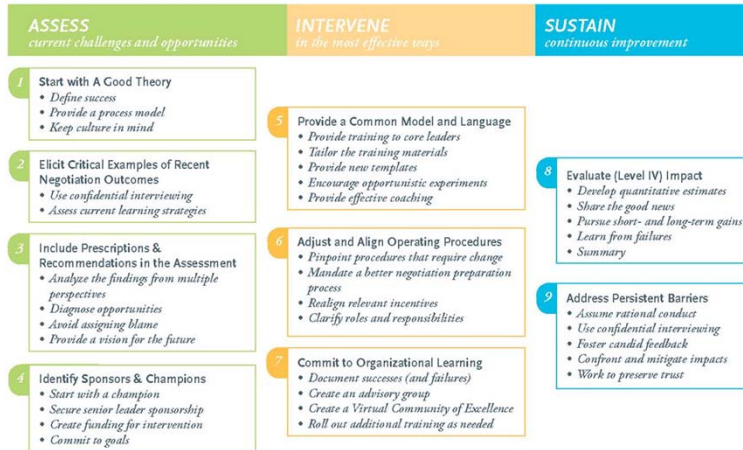 ASSESS
current challenges and opportunities
1
Start with A Good Theory
• Define success
• Provide a process model
• Keep culture in mind
2
Elicit Critical Examples of Recent
Negotiation Outcomes
• Use confidential interviewing
• Assess current learning strategies
3
Include Prescriptions &
Recommendations in the Assessment
• Analyze the findings from multiple
perspectives
• Diagnose opportunities
• Avoid assigning blame
• Provide a vision for the future
4
Identify Sponsors & Champions
• Start with a champion
• Secure senior leader sponsorship
• Create funding for intervention
• Commit to goals
INTERVENE
in the most effective ways
5
Provide a Common Model and Language
• Provide training to core leaders
• Tailor the training materials
• Provide new templates
• Encourage opportunistic experiments
• Provide effective coaching
6
Adjust and Align Operating Procedures
• Pinpoint procedures that require change
• Mandate a better negotiation preparation
process
• Realign relevant incentives
• Clarify roles and responsibilities
7
Commit to Organizational Learning
• Document successes (and failures)
• Create an advisory group
• Create a Virtual Community of Excellence
• Roll out additional training as needed
SUSTAIN
continuous improvement
8
Evaluate (Level IV) Impact
• Develop quantitative estimates
• Share the good news
• Pursue short- and long-term gains
• Learn from failures
• Summary
9
Address Persistent Barriers
• Assume rational conduct
• Use confidential interviewing
• Foster candid feedback
• Confront and mitigate impacts
• Work to preserve trust